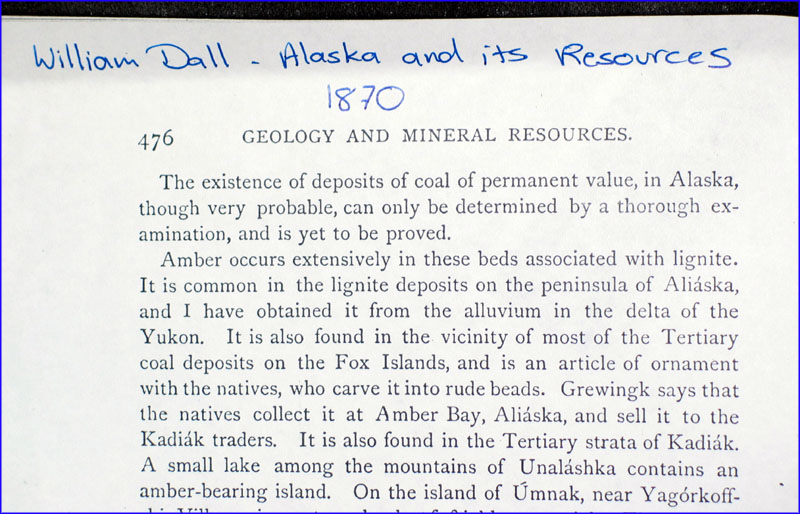 William Dall - Alaska and its Resources
1870
476 GEOLOGY AND MINERAL RESOURCES.
The existence of deposits of coal of permanent value, in Alaska,
though very probable, can only be determined by a thorough ex-
amination, and is yet to be proved.
Amber occurs extensively in these beds associated with lignite.
It is common in the lignite deposits on the peninsula of Aliáska,
and I have obtained it from the alluvium in the delta of the
Yukon. It is also found in the vicinity of most of the Tertiary
coal deposits on the Fox Islands, and is an article of ornament
with the natives, who carve it into rude beads. Grewingk says that
the natives collect it at Amber Bay, Aliáska, and sell it to the
Kadiák traders. It is also found in the Tertiary strata of Kadiák.
A small lake among the mountains of Unaláshka contains an
amber-bearing island. On the island of Úmnak, near Yagórkoff-